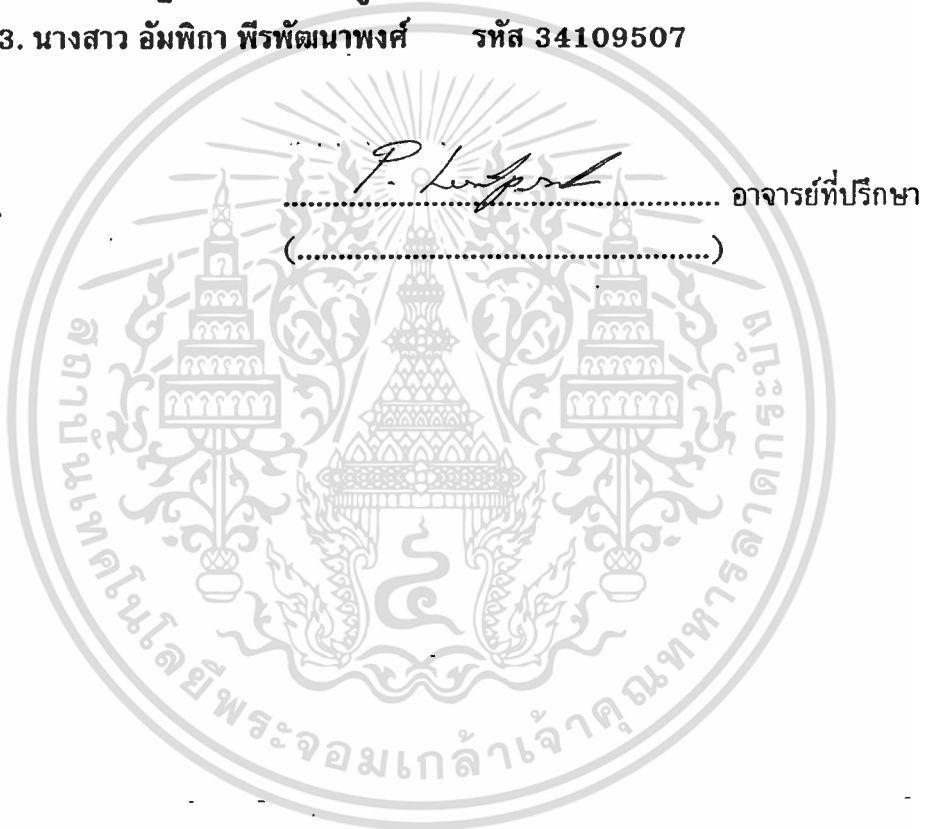 3. นางสาว อัมพิกา พีรพัฒนาพงศ์ รหัส 34109507
P.
................................................ อาจารย์ที่ปรึกษา
(................................................)
สถาบันเทคโนโลยีพระจอมเกล้าเจ้าคุณทหารลาดกระบัง